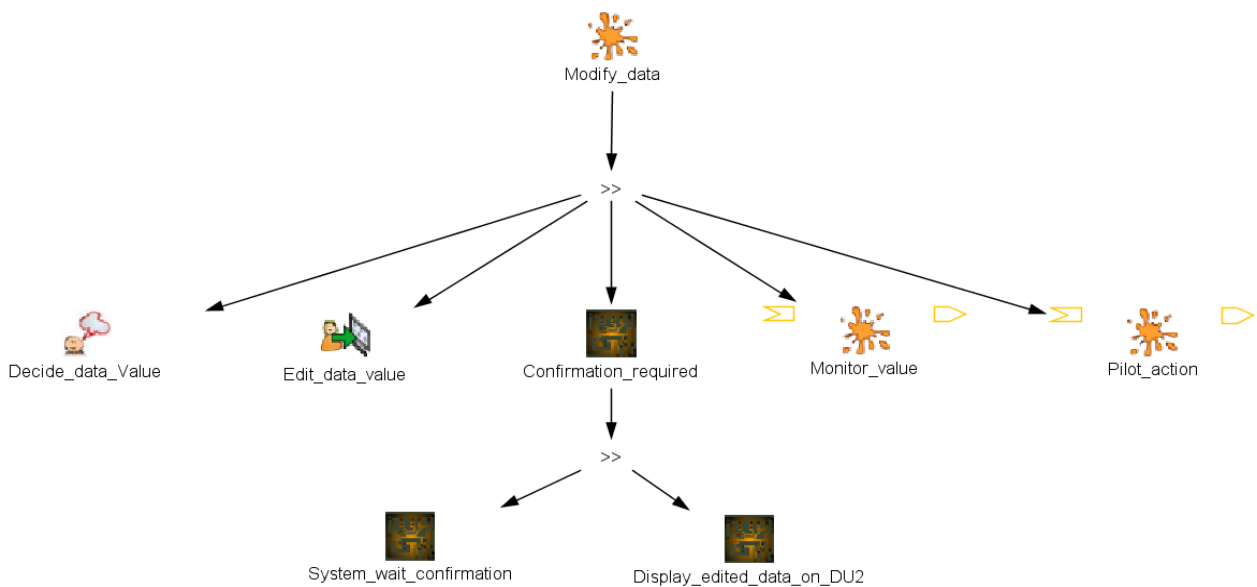 Modify_data
>>
Decide_data_Value
Edit_data_value
Confirmation_required
Monitor_value
Pilot_action
>>
System_wait_confirmation
Display_edited_data_on_DU2